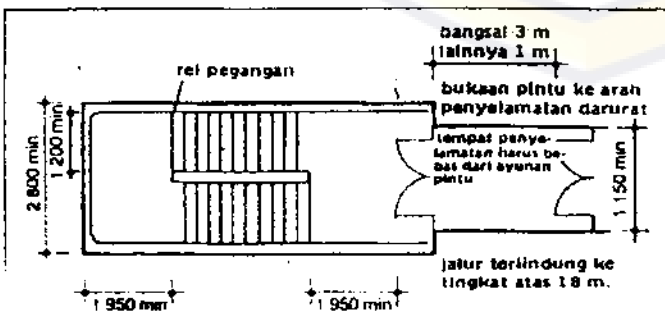 bangsal 3 m
lainnya 1 m
rel pegangan
bukaan pintu ke arah
penyelamatan darurat
tempat penye-
lamatan harus be-
bas dari ayunan
pintu
2 800 min
1 200 min
1 150 min
jalur terlindung ke
tingkat atas 18 m.
1 950 min
1 950 min